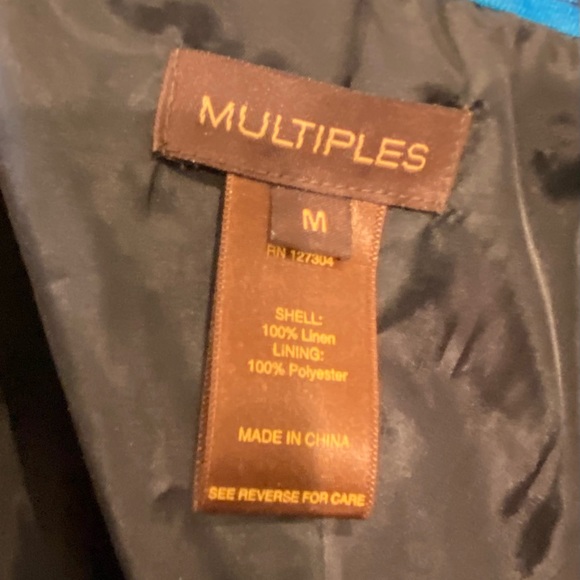 MULTIPLES
M
RN 127304
SHELL:
100% Linen
LINING:
100% Polyester
MADE IN CHINA
SEE REVERSE FOR CARE